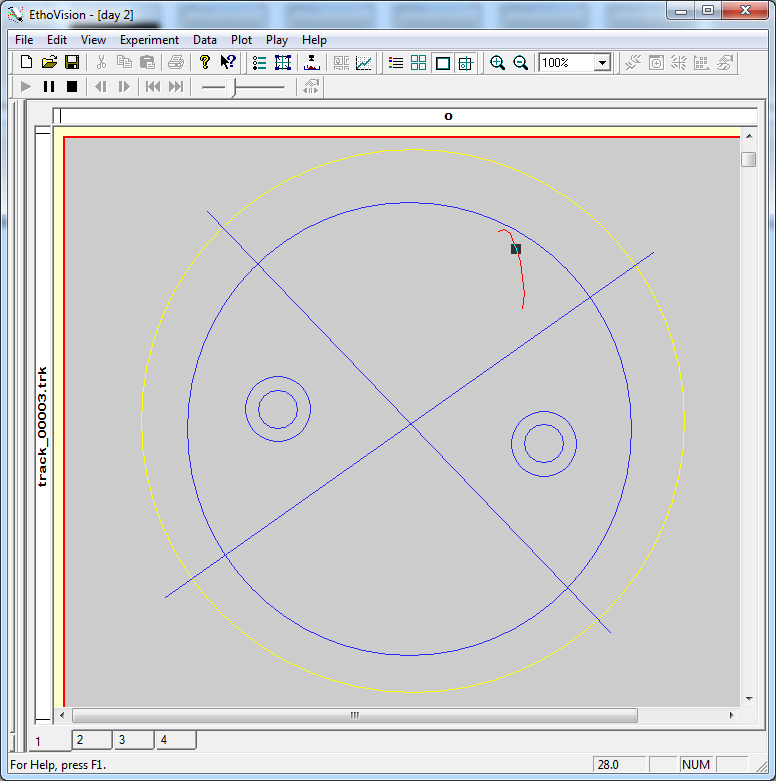 EthoVision - [day 2]
File Edit View Experiment Data Plot Play Help
100%
o
track_00003.trk
1 2 3 4
For Help, press F1.
28.0
NUM